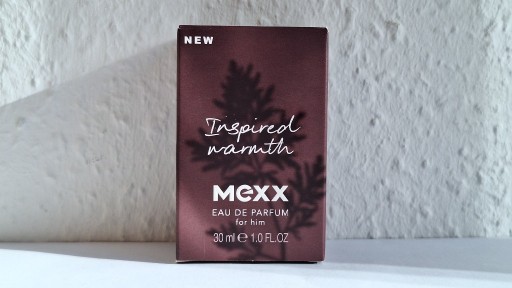 NEW
Inspired
warmth
MEXX
EAU DE PARFUM
for him
30 ml ℮ 1.0 FL.OZ